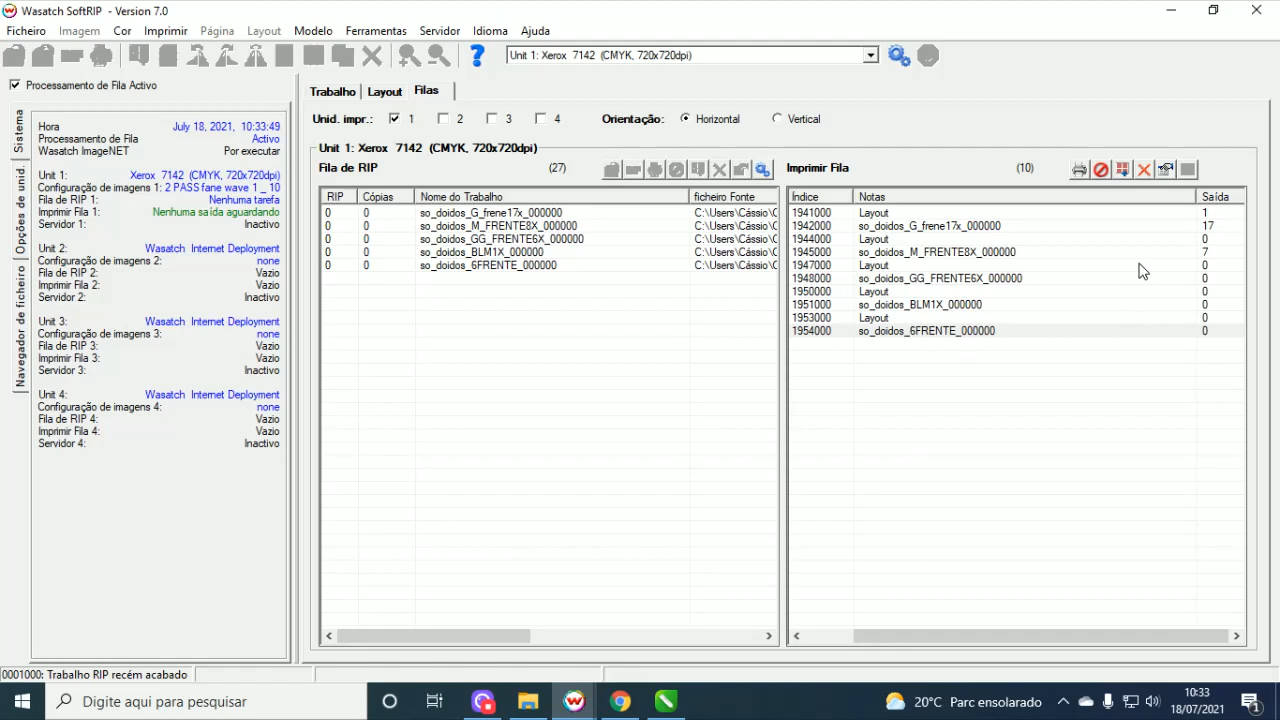 Wasatch SoftRIP - Version 7.0
Ficheiro Imagem Cor Imprimir Página Layout Modelo Ferramentas Servidor Idioma Ajuda
Unit 1: Xerox 7142 (CMYK, 720x720dpi)
Processamento de Fila Activo
Sistema
Opções de unid.
Navegador de ficheiro
Hora July 18, 2021, 10:33:49
Processamento de Fila Activo
Wasatch ImageNET Por executar
Unit 1: Xerox 7142 (CMYK, 720x720dpi)
Configuração de imagens 1: 2 PASS fane wave 1 _ 10
Fila de RIP 1: Nenhuma tarefa
Imprimir Fila 1: Nenhuma saída aguardando
Servidor 1: Inactivo
Unit 2: Wasatch Internet Deployment
Configuração de imagens 2: none
Fila de RIP 2: Vazio
Imprimir Fila 2: Vazio
Servidor 2: Inactivo
Unit 3: Wasatch Internet Deployment
Configuração de imagens 3: none
Fila de RIP 3: Vazio
Imprimir Fila 3: Vazio
Servidor 3: Inactivo
Unit 4: Wasatch Internet Deployment
Configuração de imagens 4: none
Fila de RIP 4: Vazio
Imprimir Fila 4: Vazio
Servidor 4: Inactivo
Trabalho Layout Filas
Unid. impr.: 1 2 3 4 Orientação: Horizontal Vertical
Unit 1: Xerox 7142 (CMYK, 720x720dpi)
Fila de RIP (27)
RIP Cópias Nome do Trabalho ficheiro Fonte
0 0 so_doidos_G_frene17x_000000 C:\Users\Cássio\C
0 0 so_doidos_M_FRENTE8X_000000 C:\Users\Cássio\C
0 0 so_doidos_GG_FRENTE6X_000000 C:\Users\Cássio\C
0 0 so_doidos_BLM1X_000000 C:\Users\Cássio\C
0 0 so_doidos_6FRENTE_000000 C:\Users\Cássio\C
Imprimir Fila (10)
Índice Notas Saída
1941000 Layout 1
1942000 so_doidos_G_frene17x_000000 17
1944000 Layout 0
1945000 so_doidos_M_FRENTE8X_000000 7
1947000 Layout 0
1948000 so_doidos_GG_FRENTE6X_000000 0
1950000 Layout 0
1951000 so_doidos_BLM1X_000000 0
1953000 Layout 0
1954000 so_doidos_6FRENTE_000000 0
0001000: Trabalho RIP recém acabado
Digite aqui para pesquisar
20°C Parc ensolarado
10:33
18/07/2021
1